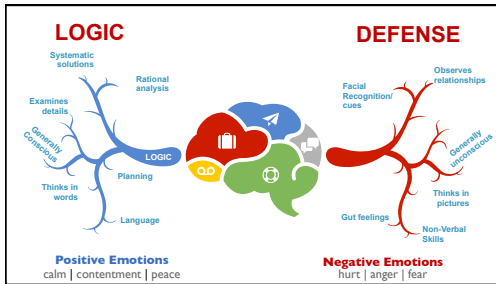 LOGIC
Systematic
solutions
Rational
analysis
Examines
details
Generally
Conscious
LOGIC
Planning
Thinks in
words
Language
Positive Emotions
calm | contentment | peace
DEFENSE
Observes
relationships
Facial
Recognition/
cues
Generally
unconscious
Thinks in
pictures
Gut feelings
Non-Verbal
Skills
Negative Emotions
hurt | anger | fear